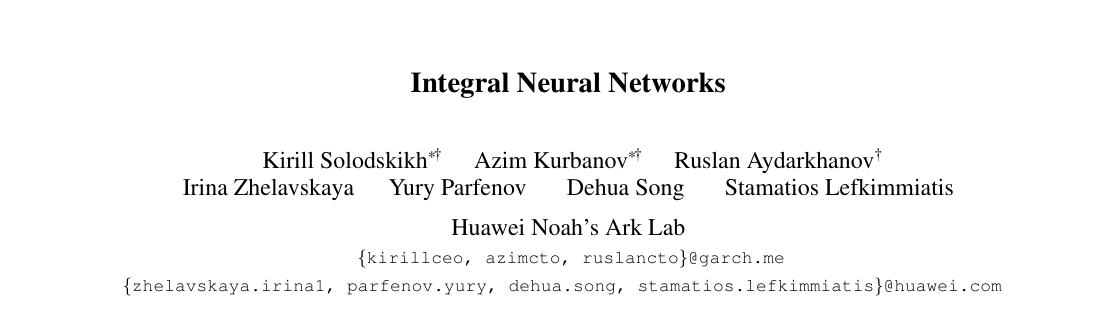 Integral Neural Networks
Kirill Solodskikh*† Azim Kurbanov*† Ruslan Aydarkhanov†
Irina Zhelavskaya Yury Parfenov Dehua Song Stamatios Lefkimmiatis
Huawei Noah's Ark Lab
{kirillceo, azimcto, ruslancto}@garch.me
{zhelavskaya.irina1, parfenov.yury, dehua.song, stamatios.lefkimmiatis}@huawei.com